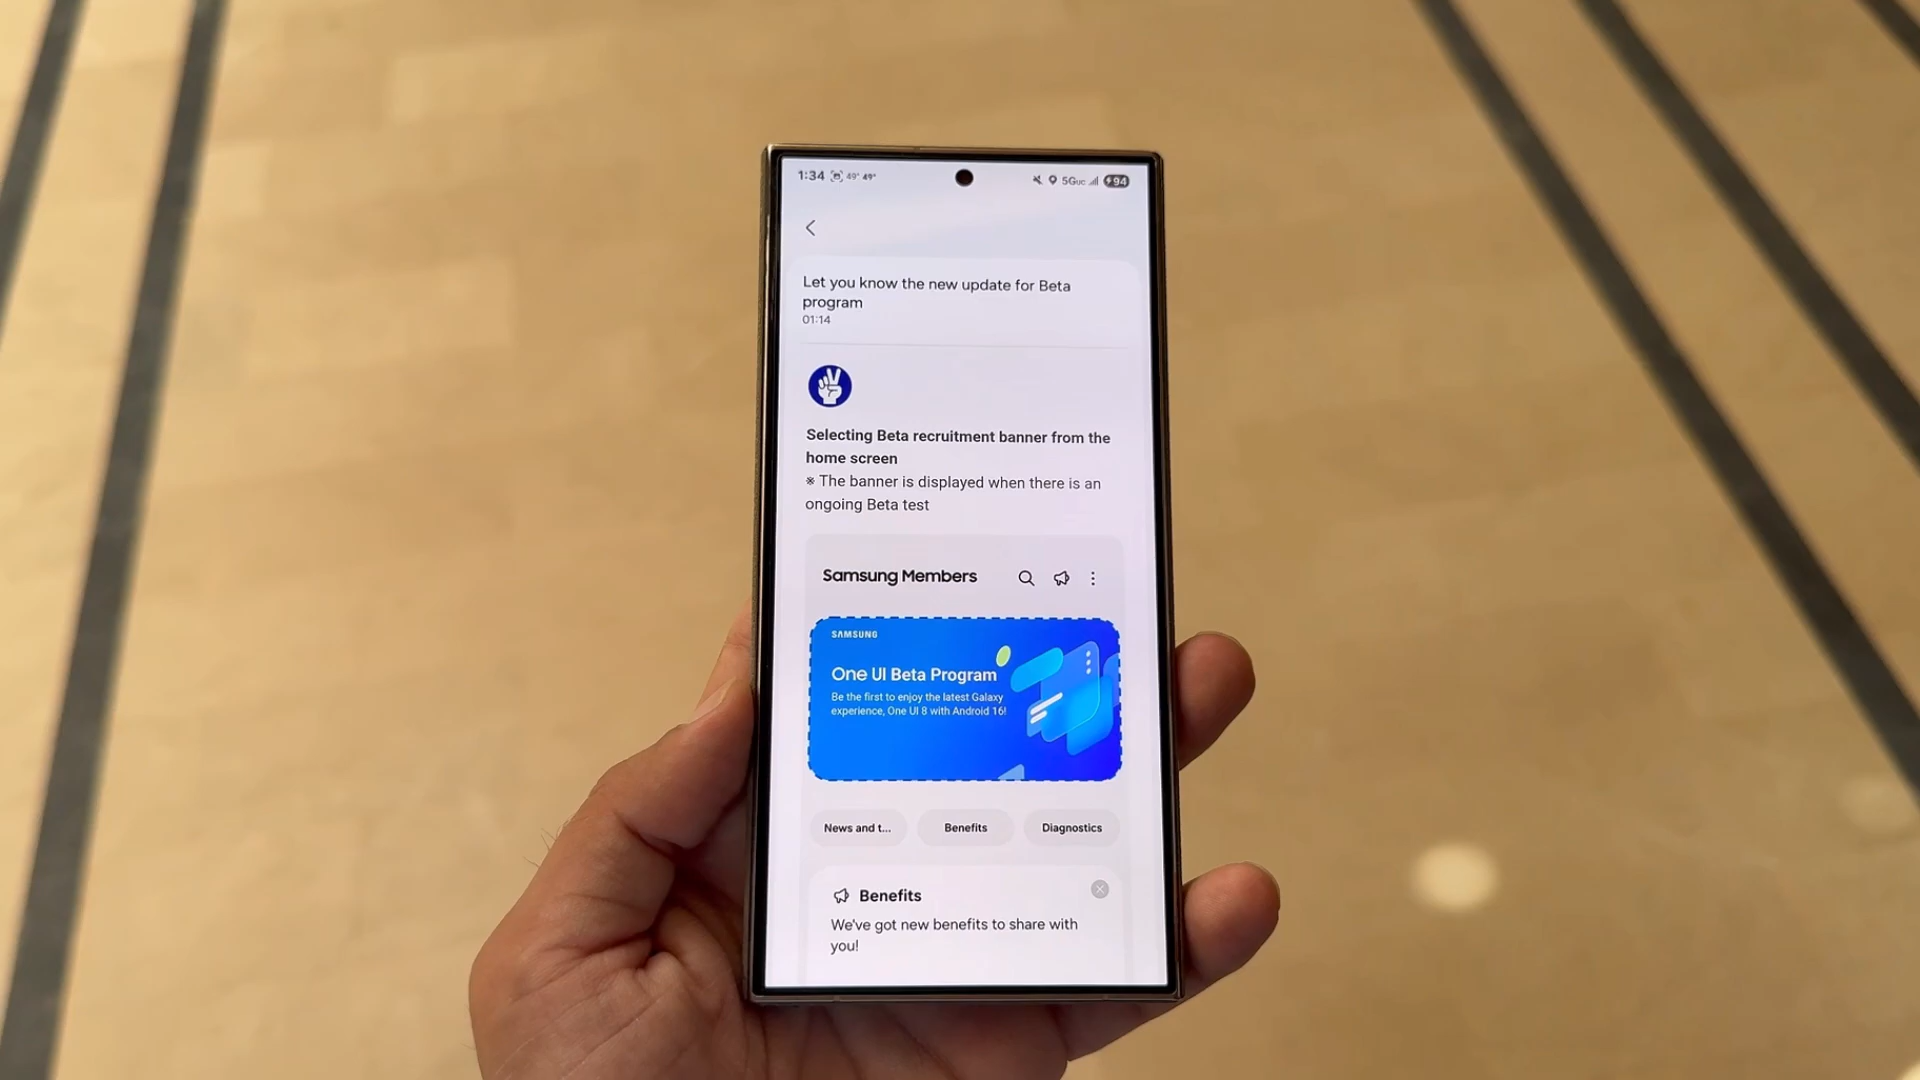 1:34 49° 49° 5GUC 94
Let you know the new update for Beta
program
01:14
Selecting Beta recruitment banner from the
home screen
※ The banner is displayed when there is an
ongoing Beta test
Samsung Members
SAMSUNG
One UI Beta Program
Be the first to enjoy the latest Galaxy
experience, One UI 8 with Android 16!
News and t...
Benefits
Diagnostics
Benefits
We've got new benefits to share with
you!